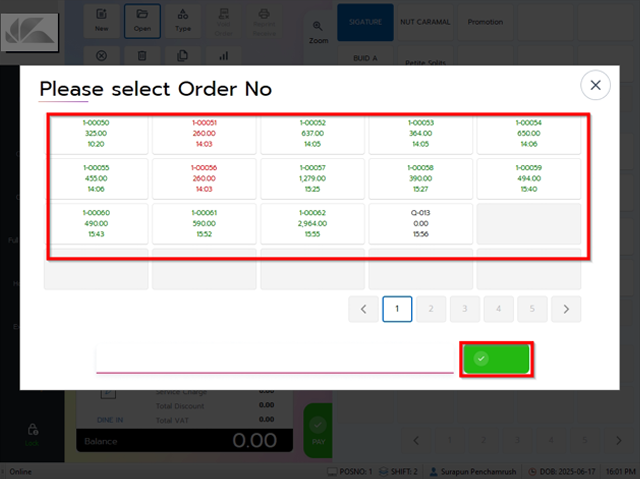 New
Open
Type
Zoom
SIGATURE
NUT CARAMAL
Promotion
BUID A
Petite Splits
Please select Order No
1-00050
325.00
10:20
1-00051
260.00
14:03
1-00052
637.00
14:05
1-00053
364.00
14:05
1-00054
650.00
14:06
1-00055
455.00
14:06
1-00056
260.00
14:03
1-00057
1,279.00
15:25
1-00058
390.00
15:27
1-00059
494.00
15:40
1-00060
490.00
15:43
1-00061
590.00
15:52
1-00062
2,964.00
15:55
Q-013
0.00
15:56
1
2
3
4
5
Service Charge
0.00
Total Discount
0.00
DINE IN
Total VAT
0.00
Balance
0.00
Lock
1
2
3
4
5
Online
POSNO: 1
SHIFT: 2
Surapun Penchamrush
DOB: 2025-06-17
16:01 PM